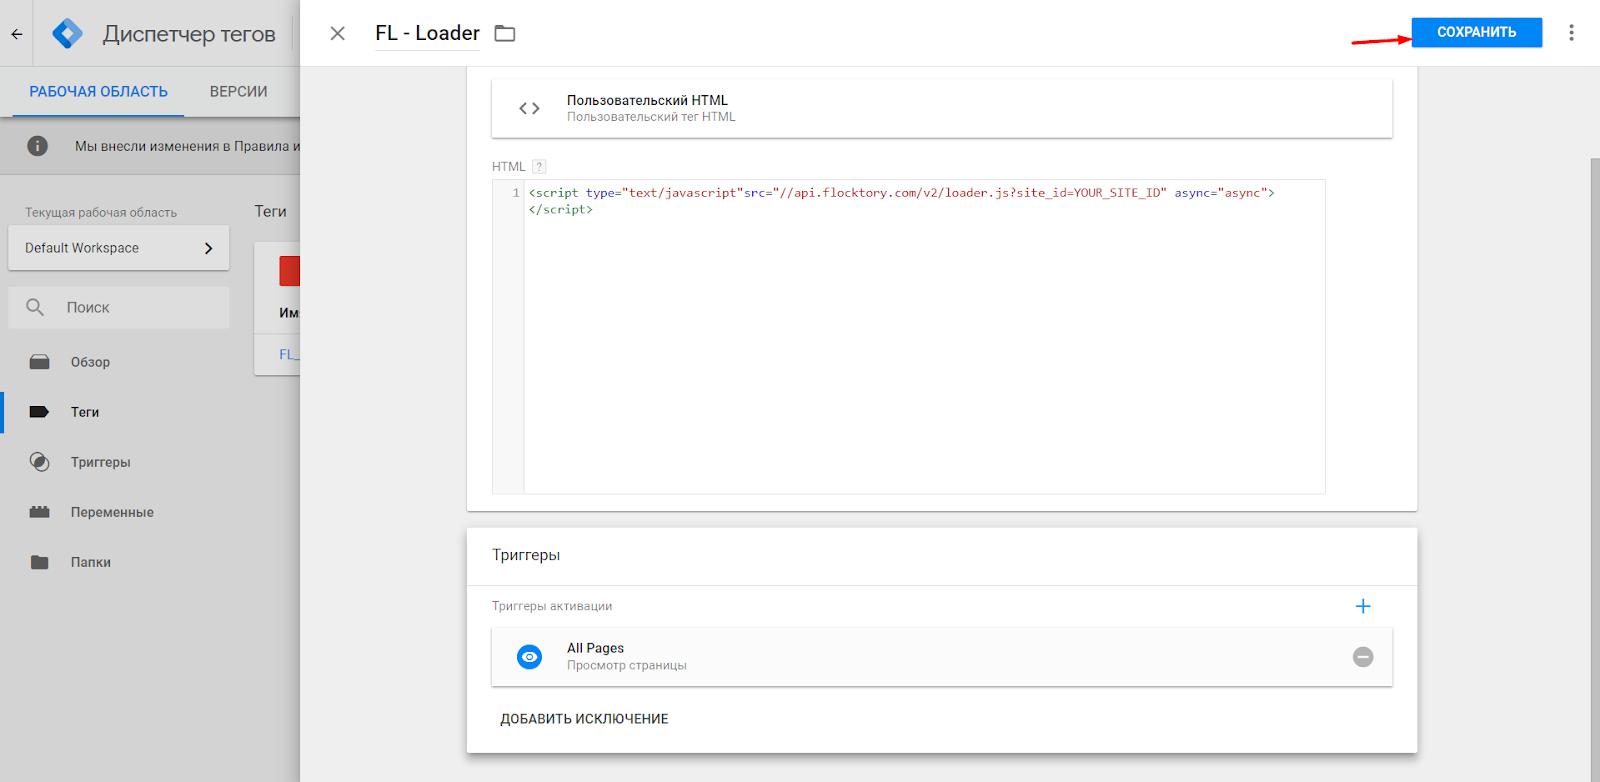 Диспетчер тегов
FL - Loader
СОХРАНИТЬ
РАБОЧАЯ ОБЛАСТЬ
ВЕРСИИ
Мы внесли изменения в Правила и
Текущая рабочая область
Default Workspace
Поиск
Обзор
Теги
Триггеры
Переменные
Папки
Теги
Имя
FL_
Пользовательский HTML
Пользовательский тег HTML
HTML ?
1 <script type="text/javascript"src="//api.flocktory.com/v2/loader.js?site_id=YOUR_SITE_ID" async="async">
</script>
Триггеры
Триггеры активации
All Pages
Просмотр страницы
ДОБАВИТЬ ИСКЛЮЧЕНИЕ